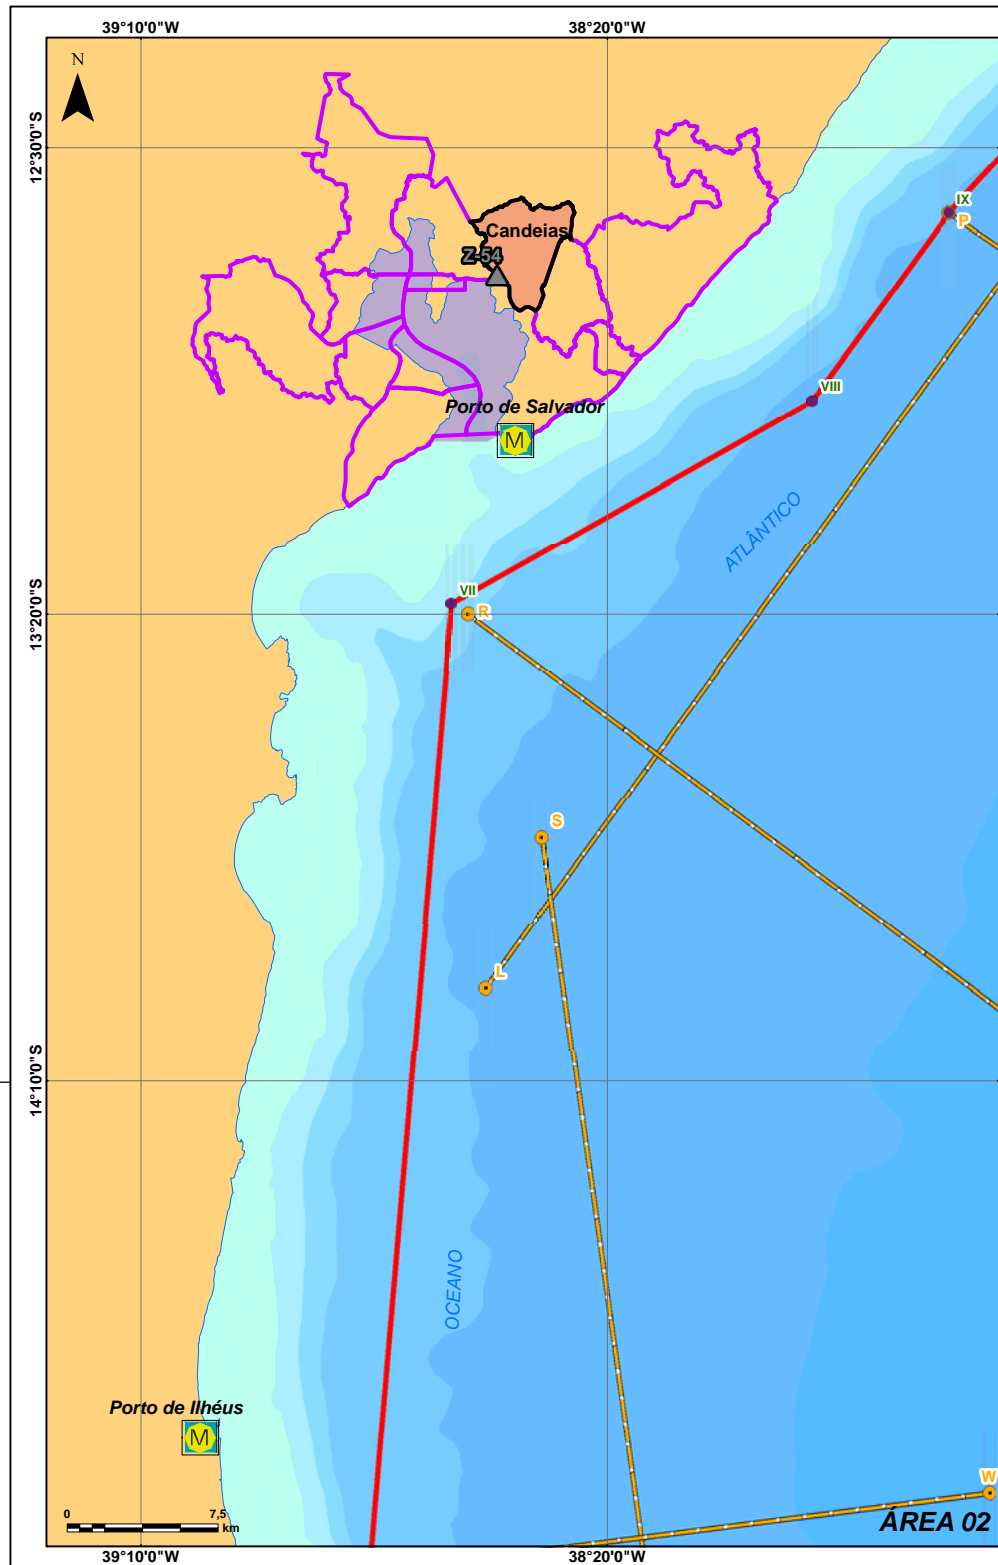 39°10'0"W
38°20'0"W
N
12°30'0"S
IX
P
Candeias
Z-54
VIII
Porto de Salvador
M
ATLÂNTICO
VII
R
13°20'0"S
S
L
14°10'0"S
OCEANO
Porto de Ilhéus
M
W
0 7,5
km
ÁREA 02
39°10'0"W
38°20'0"W